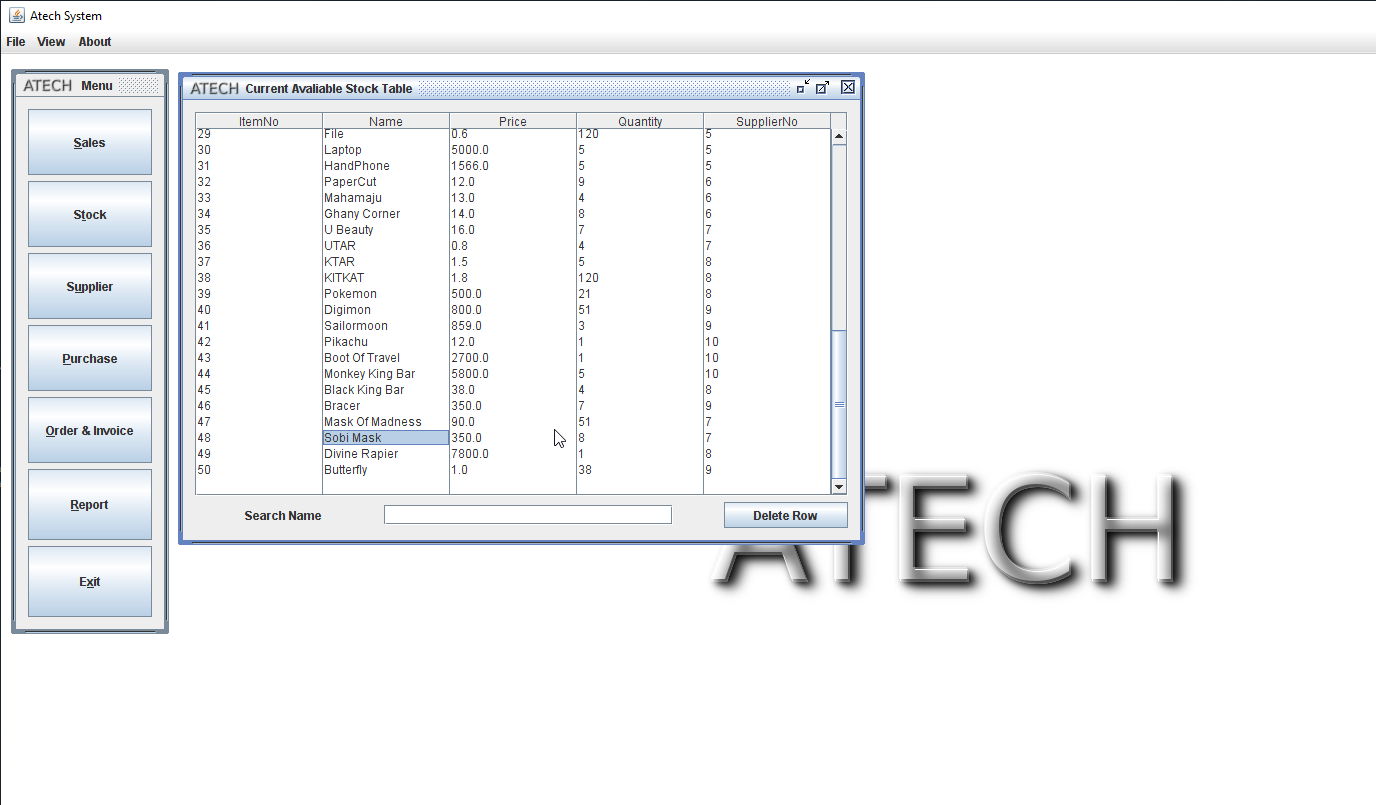 Atech System
File View About
ATECH Menu
Sales
Stock
Supplier
Purchase
Order & Invoice
Report
Exit
ATECH Current Avaliable Stock Table
ItemNo Name Price Quantity SupplierNo
29 File 0.6 120 5
30 Laptop 5000.0 5 5
31 HandPhone 1566.0 5 5
32 PaperCut 12.0 9 6
33 Mahamaju 13.0 4 6
34 Ghany Corner 14.0 8 6
35 U Beauty 16.0 7 7
36 UTAR 0.8 4 7
37 KTAR 1.5 5 8
38 KITKAT 1.8 120 8
39 Pokemon 500.0 21 8
40 Digimon 800.0 51 9
41 Sailormoon 859.0 3 9
42 Pikachu 12.0 1 10
43 Boot Of Travel 2700.0 1 10
44 Monkey King Bar 5800.0 5 10
45 Black King Bar 38.0 4 8
46 Bracer 350.0 7 9
47 Mask Of Madness 90.0 51 7
48 Sobi Mask 350.0 8 7
49 Divine Rapier 7800.0 1 8
50 Butterfly 1.0 38 9
Search Name Delete Row
ATECH